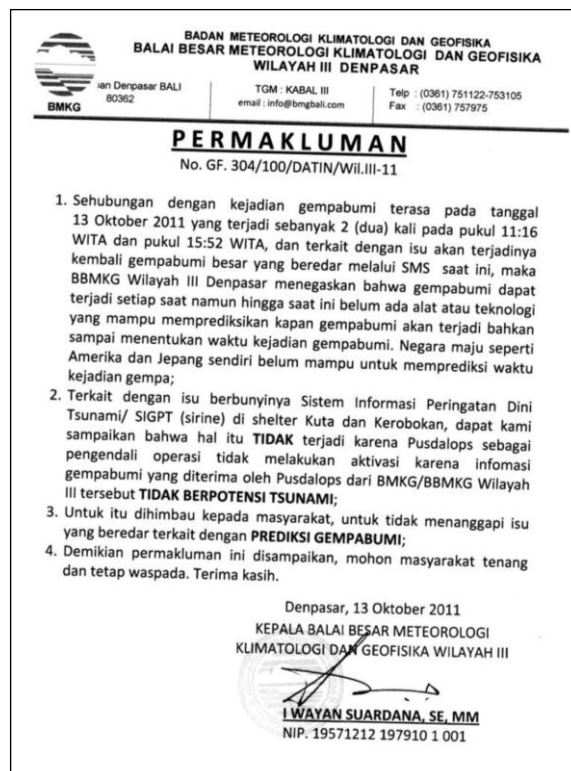 BADAN METEOROLOGI KLIMATOLOGI DAN GEOFISIKA
BALAI BESAR METEOROLOGI KLIMATOLOGI DAN GEOFISIKA
WILAYAH III DENPASAR
BMKG
an Denpasar BALI
80362
TGM : KABAL III
email : info@bmgbali.com
Telp : (0361) 751122-753105
Fax : (0361) 757975
PERMAKLUMAN
No. GF. 304/100/DATIN/Wil.III-11
1. Sehubungan dengan kejadian gempabumi terasa pada tanggal
13 Oktober 2011 yang terjadi sebanyak 2 (dua) kali pada pukul 11:16
WITA dan pukul 15:52 WITA, dan terkait dengan isu akan terjadinya
kembali gempabumi besar yang beredar melalui SMS saat ini, maka
BBMKG Wilayah III Denpasar menegaskan bahwa gempabumi dapat
terjadi setiap saat namun hingga saat ini belum ada alat atau teknologi
yang mampu memprediksikan kapan gempabumi akan terjadi bahkan
sampai menentukan waktu kejadian gempabumi. Negara maju seperti
Amerika dan Jepang sendiri belum mampu untuk memprediksi waktu
kejadian gempa;
2. Terkait dengan isu berbunyinya Sistem Informasi Peringatan Dini
Tsunami/ SIGPT (sirine) di shelter Kuta dan Kerobokan, dapat kami
sampaikan bahwa hal itu TIDAK terjadi karena Pusdalops sebagai
pengendali operasi tidak melakukan aktivasi karena infomasi
gempabumi yang diterima oleh Pusdalops dari BMKG/BBMKG Wilayah
III tersebut TIDAK BERPOTENSI TSUNAMI;
3. Untuk itu dihimbau kepada masyarakat, untuk tidak menanggapi isu
yang beredar terkait dengan PREDIKSI GEMPABUMI;
4. Demikian permakluman ini disampaikan, mohon masyarakat tenang
dan tetap waspada. Terima kasih.
Denpasar, 13 Oktober 2011
KEPALA BALAI BESAR METEOROLOGI
KLIMATOLOGI DAN GEOFISIKA WILAYAH III
I WAYAN SUARDANA, SE, MM
NIP. 19571212 197910 1 001